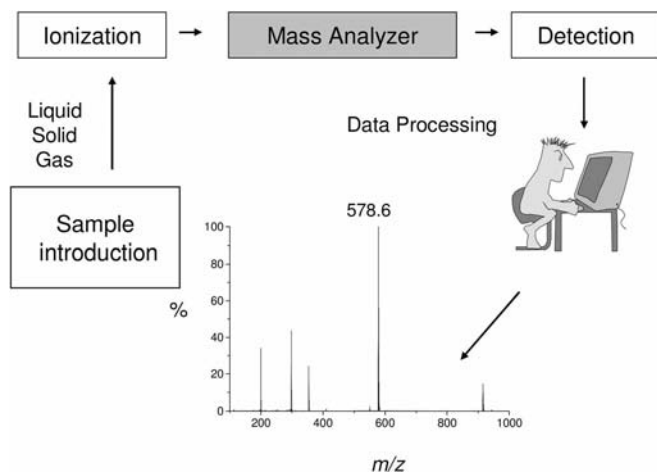 Ionization
Mass Analyzer
Detection
Liquid
Solid
Gas
Data Processing
Sample
introduction
578.6
100
80
%
60
40
20
0
200
400
600
800
1000
m/z